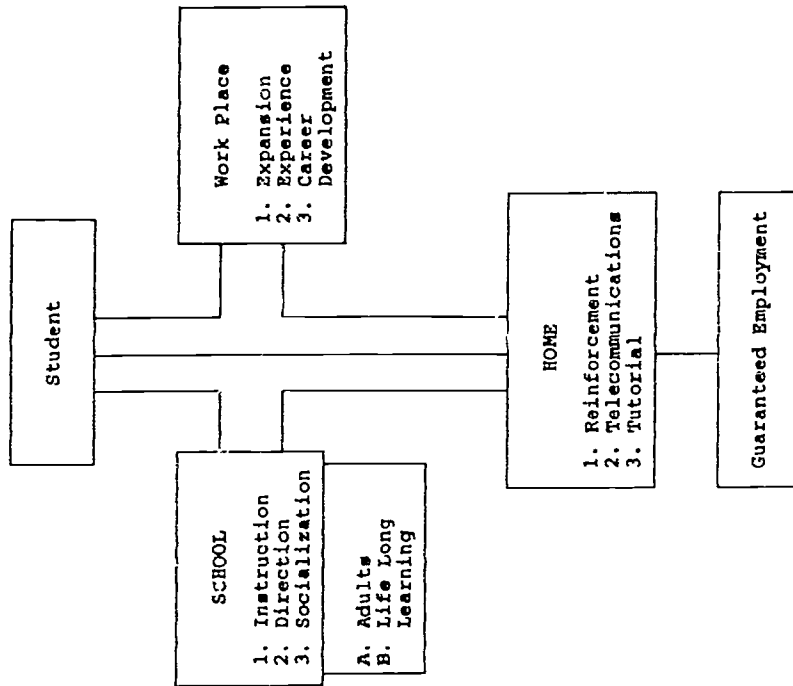 Student
SCHOOL
1. Instruction
2. Direction
3. Socialization
A. Adults
B. Life Long
Learning
Work Place
1. Expansion
2. Experience
3. Career
Development
HOME
1. Reinforcement
2. Telecommunications
3. Tutorial
Guaranteed Employment